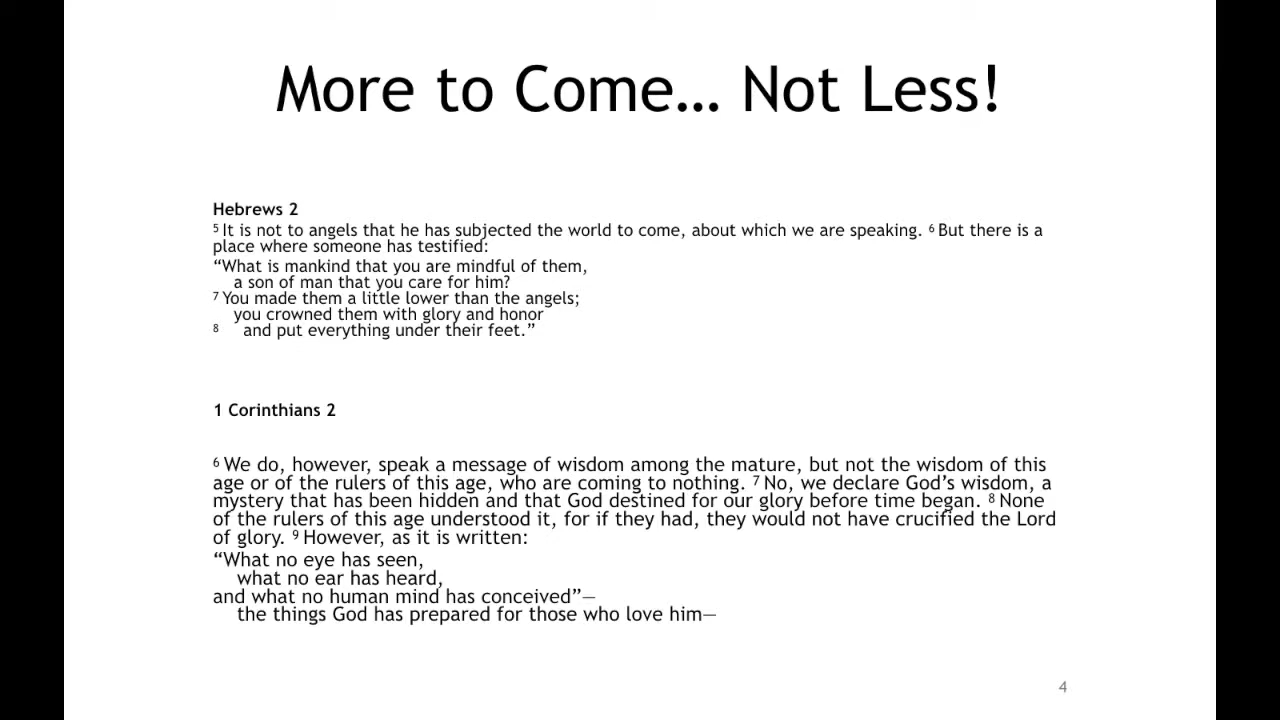 More to Come... Not Less!
Hebrews 2
5 It is not to angels that he has subjected the world to come, about which we are speaking. 6 But there is a
place where someone has testified:
“What is mankind that you are mindful of them,
a son of man that you care for him?
7 You made them a little lower than the angels;
you crowned them with glory and honor
8 and put everything under their feet.”
1 Corinthians 2
6 We do, however, speak a message of wisdom among the mature, but not the wisdom of this
age or of the rulers of this age, who are coming to nothing. 7 No, we declare God’s wisdom, a
mystery that has been hidden and that God destined for our glory before time began. 8 None
of the rulers of this age understood it, for if they had, they would not have crucified the Lord
of glory. 9 However, as it is written:
“What no eye has seen,
what no ear has heard,
and what no human mind has conceived”—
the things God has prepared for those who love him—
4